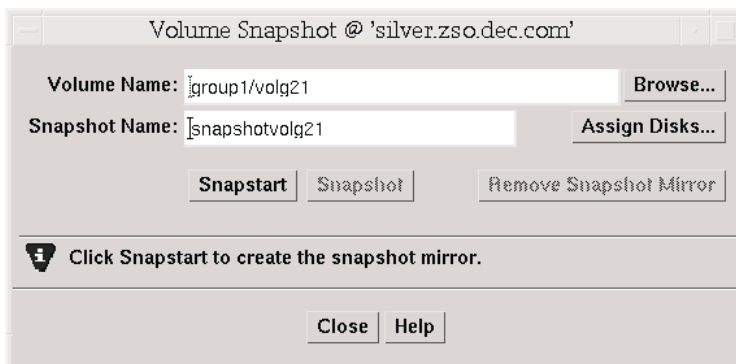 Volume Snapshot @ 'silver.zso.dec.com'
Volume Name: group1/volg21 Browse...
Snapshot Name: snapshotvolg21 Assign Disks...
Snapstart Snapshot Remove Snapshot Mirror
Click Snapstart to create the snapshot mirror.
Close Help